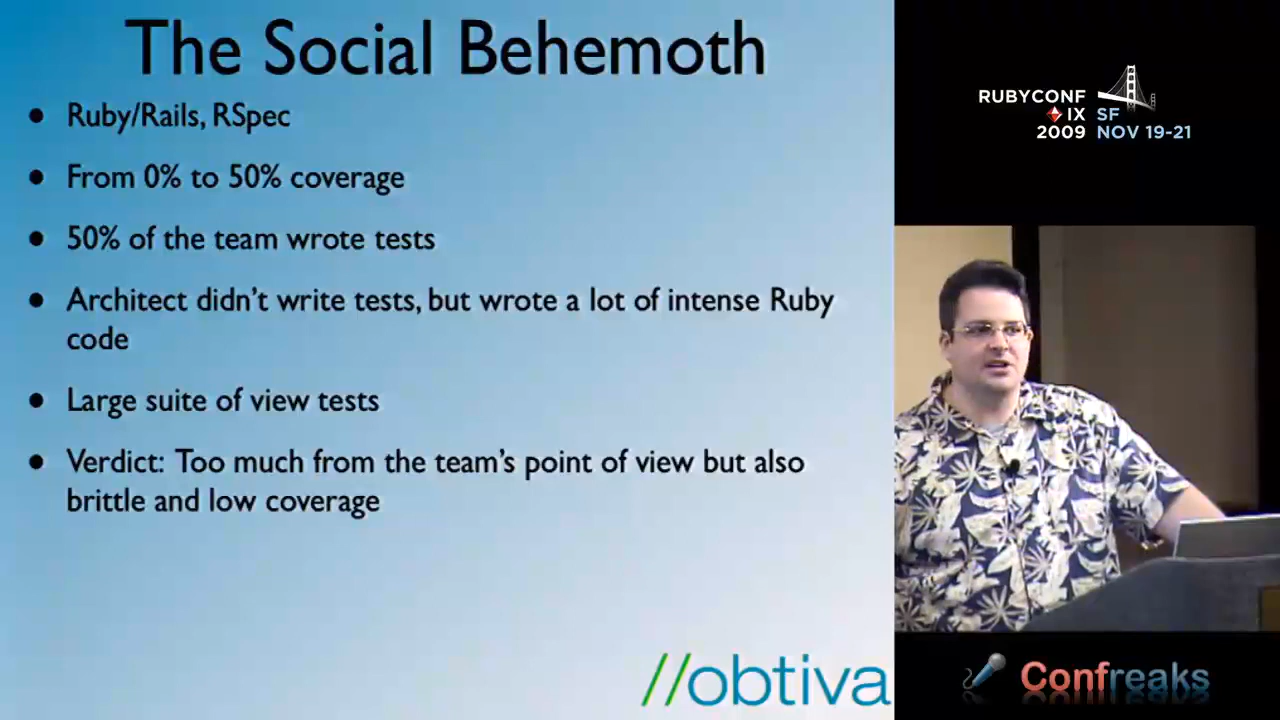 The Social Behemoth
• Ruby/Rails, RSpec
• From 0% to 50% coverage
• 50% of the team wrote tests
• Architect didn't write tests, but wrote a lot of intense Ruby
code
• Large suite of view tests
• Verdict: Too much from the team's point of view but also
brittle and low coverage
//obtiva
RUBYCONF
IX SF
2009 NOV 19-21
Confreaks